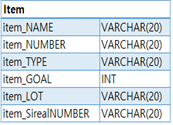 Item
item_NAME VARCHAR(20)
item_NUMBER VARCHAR(20)
item_TYPE VARCHAR(20)
item_GOAL INT
item_LOT VARCHAR(20)
item_SirealNUMBER VARCHAR(20)